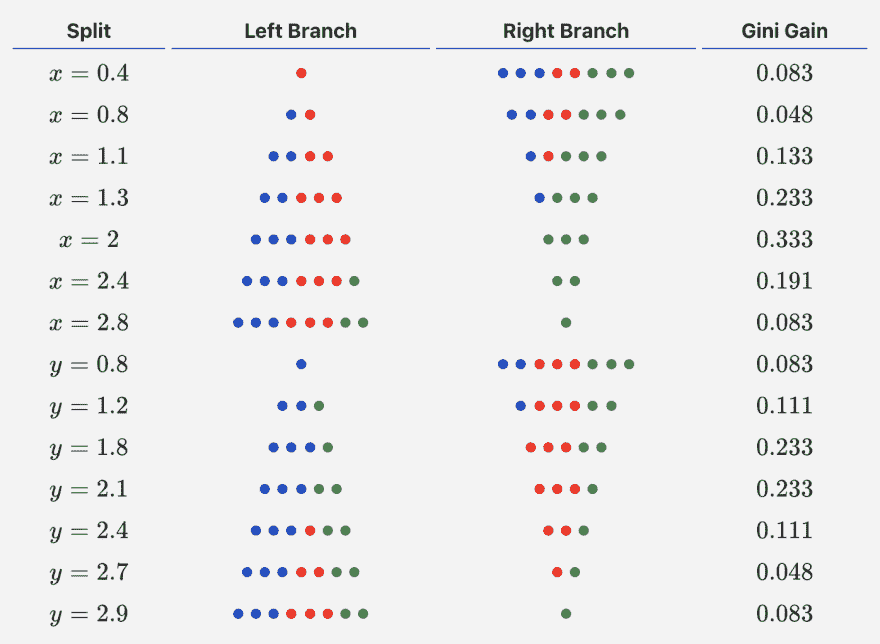 Split Left Branch Right Branch Gini Gain
x = 0.4 0.083
x = 0.8 0.048
x = 1.1 0.133
x = 1.3 0.233
x = 2 0.333
x = 2.4 0.191
x = 2.8 0.083
y = 0.8 0.083
y = 1.2 0.111
y = 1.8 0.233
y = 2.1 0.233
y = 2.4 0.111
y = 2.7 0.048
y = 2.9 0.083